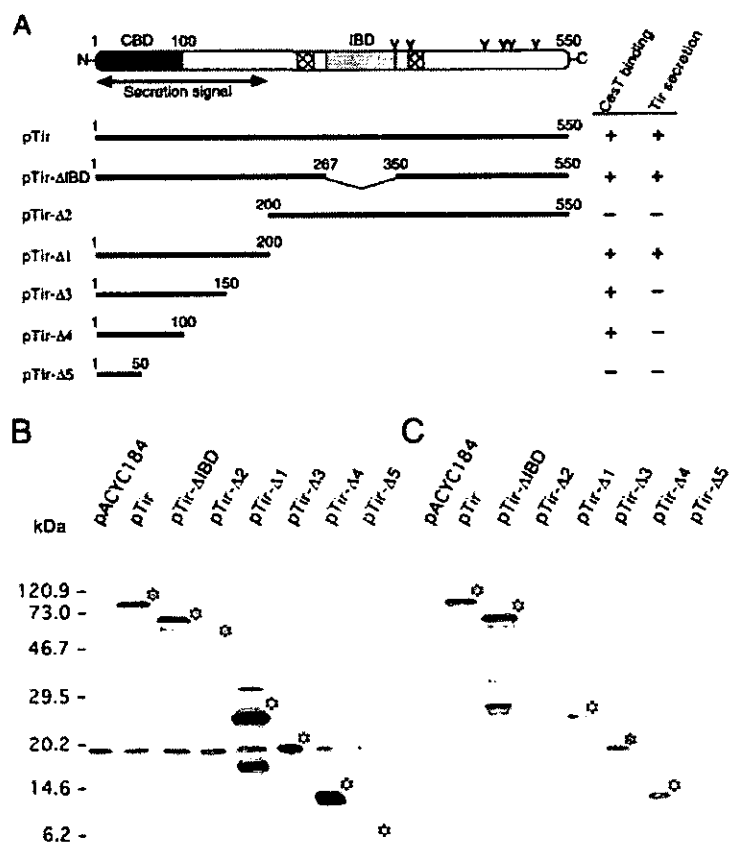 A
1 CBD 100 IBD Y Y Y Y Y Y 550
N C
Secretion signal
CesT binding
Tir secretion
pTir 1 550 + +
pTir-ΔIBD 1 267 350 550 + +
pTir-Δ2 200 550 − −
pTir-Δ1 1 200 + +
pTir-Δ3 1 150 + −
pTir-Δ4 1 100 + −
pTir-Δ5 1 50 − −
B
pACYC184
pTir
pTir-ΔIBD
pTir-Δ2
pTir-Δ1
pTir-Δ3
pTir-Δ4
pTir-Δ5
C
pACYC184
pTir
pTir-ΔIBD
pTir-Δ2
pTir-Δ1
pTir-Δ3
pTir-Δ4
pTir-Δ5
kDa
120.9 -
73.0 -
46.7 -
29.5 -
20.2 -
14.6 -
6.2 -